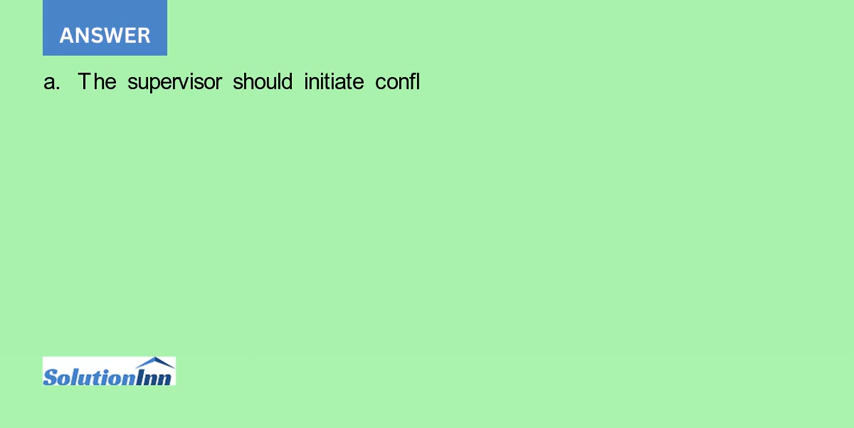 ANSWER
a. The supervisor should initiate confl
SolutionInn